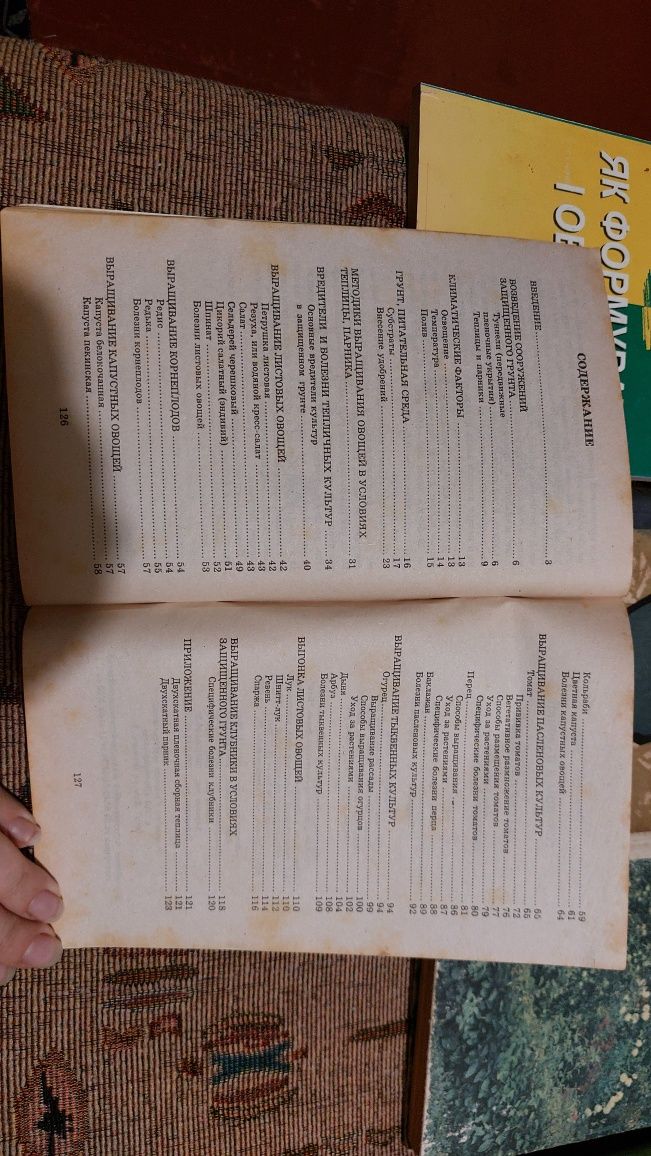 ЯК ФОРМУВА
І ОБ
СОДЕРЖАНИЕ
ВВЕДЕНИЕ ........ 3
ВОЗВЕДЕНИЕ СООРУЖЕНИЙ
ЗАЩИЩЕННОГО ГРУНТА ........ 6
Туннели (передвижные
пленочные укрытия) ........ 6
Теплицы и парники ........ 9
КЛИМАТИЧЕСКИЕ ФАКТОРЫ ........ 13
Освещение ........ 13
Температура ........ 14
Полив ........ 15
ГРУНТ, ПИТАТЕЛЬНАЯ СРЕДА ........ 16
Субстраты ........ 17
Внесение удобрений ........ 23
МЕТОДИКИ ВЫРАЩИВАНИЯ ОВОЩЕЙ В УСЛОВИЯХ
ТЕПЛИЦЫ, ПАРНИКА ........ 31
ВРЕДИТЕЛИ И БОЛЕЗНИ ТЕПЛИЧНЫХ КУЛЬТУР ........ 34
Основные вредители культур
в защищенном грунте ........ 40
ВЫРАЩИВАНИЕ ЛИСТОВЫХ ОВОЩЕЙ ........ 42
Петрушка листовая ........ 42
Резуха, или водяной кресс-салат ........ 43
Салат ........ 43
Сельдерей черешковый ........ 49
Цикорий салатный (эндивий) ........ 51
Шпинат ........ 52
Болезни листовых овощей ........ 53
ВЫРАЩИВАНИЕ КОРНЕПЛОДОВ ........ 54
Редис ........ 54
Редька ........ 55
Болезни корнеплодов ........ 57
ВЫРАЩИВАНИЕ КАПУСТНЫХ ОВОЩЕЙ ........ 57
Капуста белокочанная ........ 57
Капуста пекинская ........ 58
126
Кольраби ........ 59
Цветная капуста ........ 61
Болезни капустных овощей ........ 64
ВЫРАЩИВАНИЕ ПАСЛЕНОВЫХ КУЛЬТУР ........ 65
Томат ........ 65
Прививка томатов ........ 72
Вегетативное размножение томатов ........ 76
Способы размещения томатов ........ 77
Уход за растениями ........ 79
Специфические болезни томатов ........ 80
Перец ........ 81
Способы выращивания ........ 86
Уход за растениями ........ 87
Специфические болезни перца ........ 88
Баклажан ........ 89
Болезни пасленовых культур ........ 92
ВЫРАЩИВАНИЕ ТЫКВЕННЫХ КУЛЬТУР ........ 94
Огурец ........ 94
Выращивание рассады ........ 99
Способы выращивания огурцов ........ 100
Уход за растениями ........ 102
Дыня ........ 104
Арбуз ........ 108
Болезни тыквенных культур ........ 109
ВЫГОНКА ЛИСТОВЫХ ОВОЩЕЙ ........ 110
Лук ........ 110
Шнитт-лук ........ 112
Ревень ........ 114
Спаржа ........ 116
ВЫРАЩИВАНИЕ КЛУБНИКИ В УСЛОВИЯХ
ЗАЩИЩЕННОГО ГРУНТА ........ 118
Специфические болезни клубники ........ 120
ПРИЛОЖЕНИЕ ........ 121
Двухскатная пленочная сборная теплица ........ 121
Двухскатный парник ........ 123
127